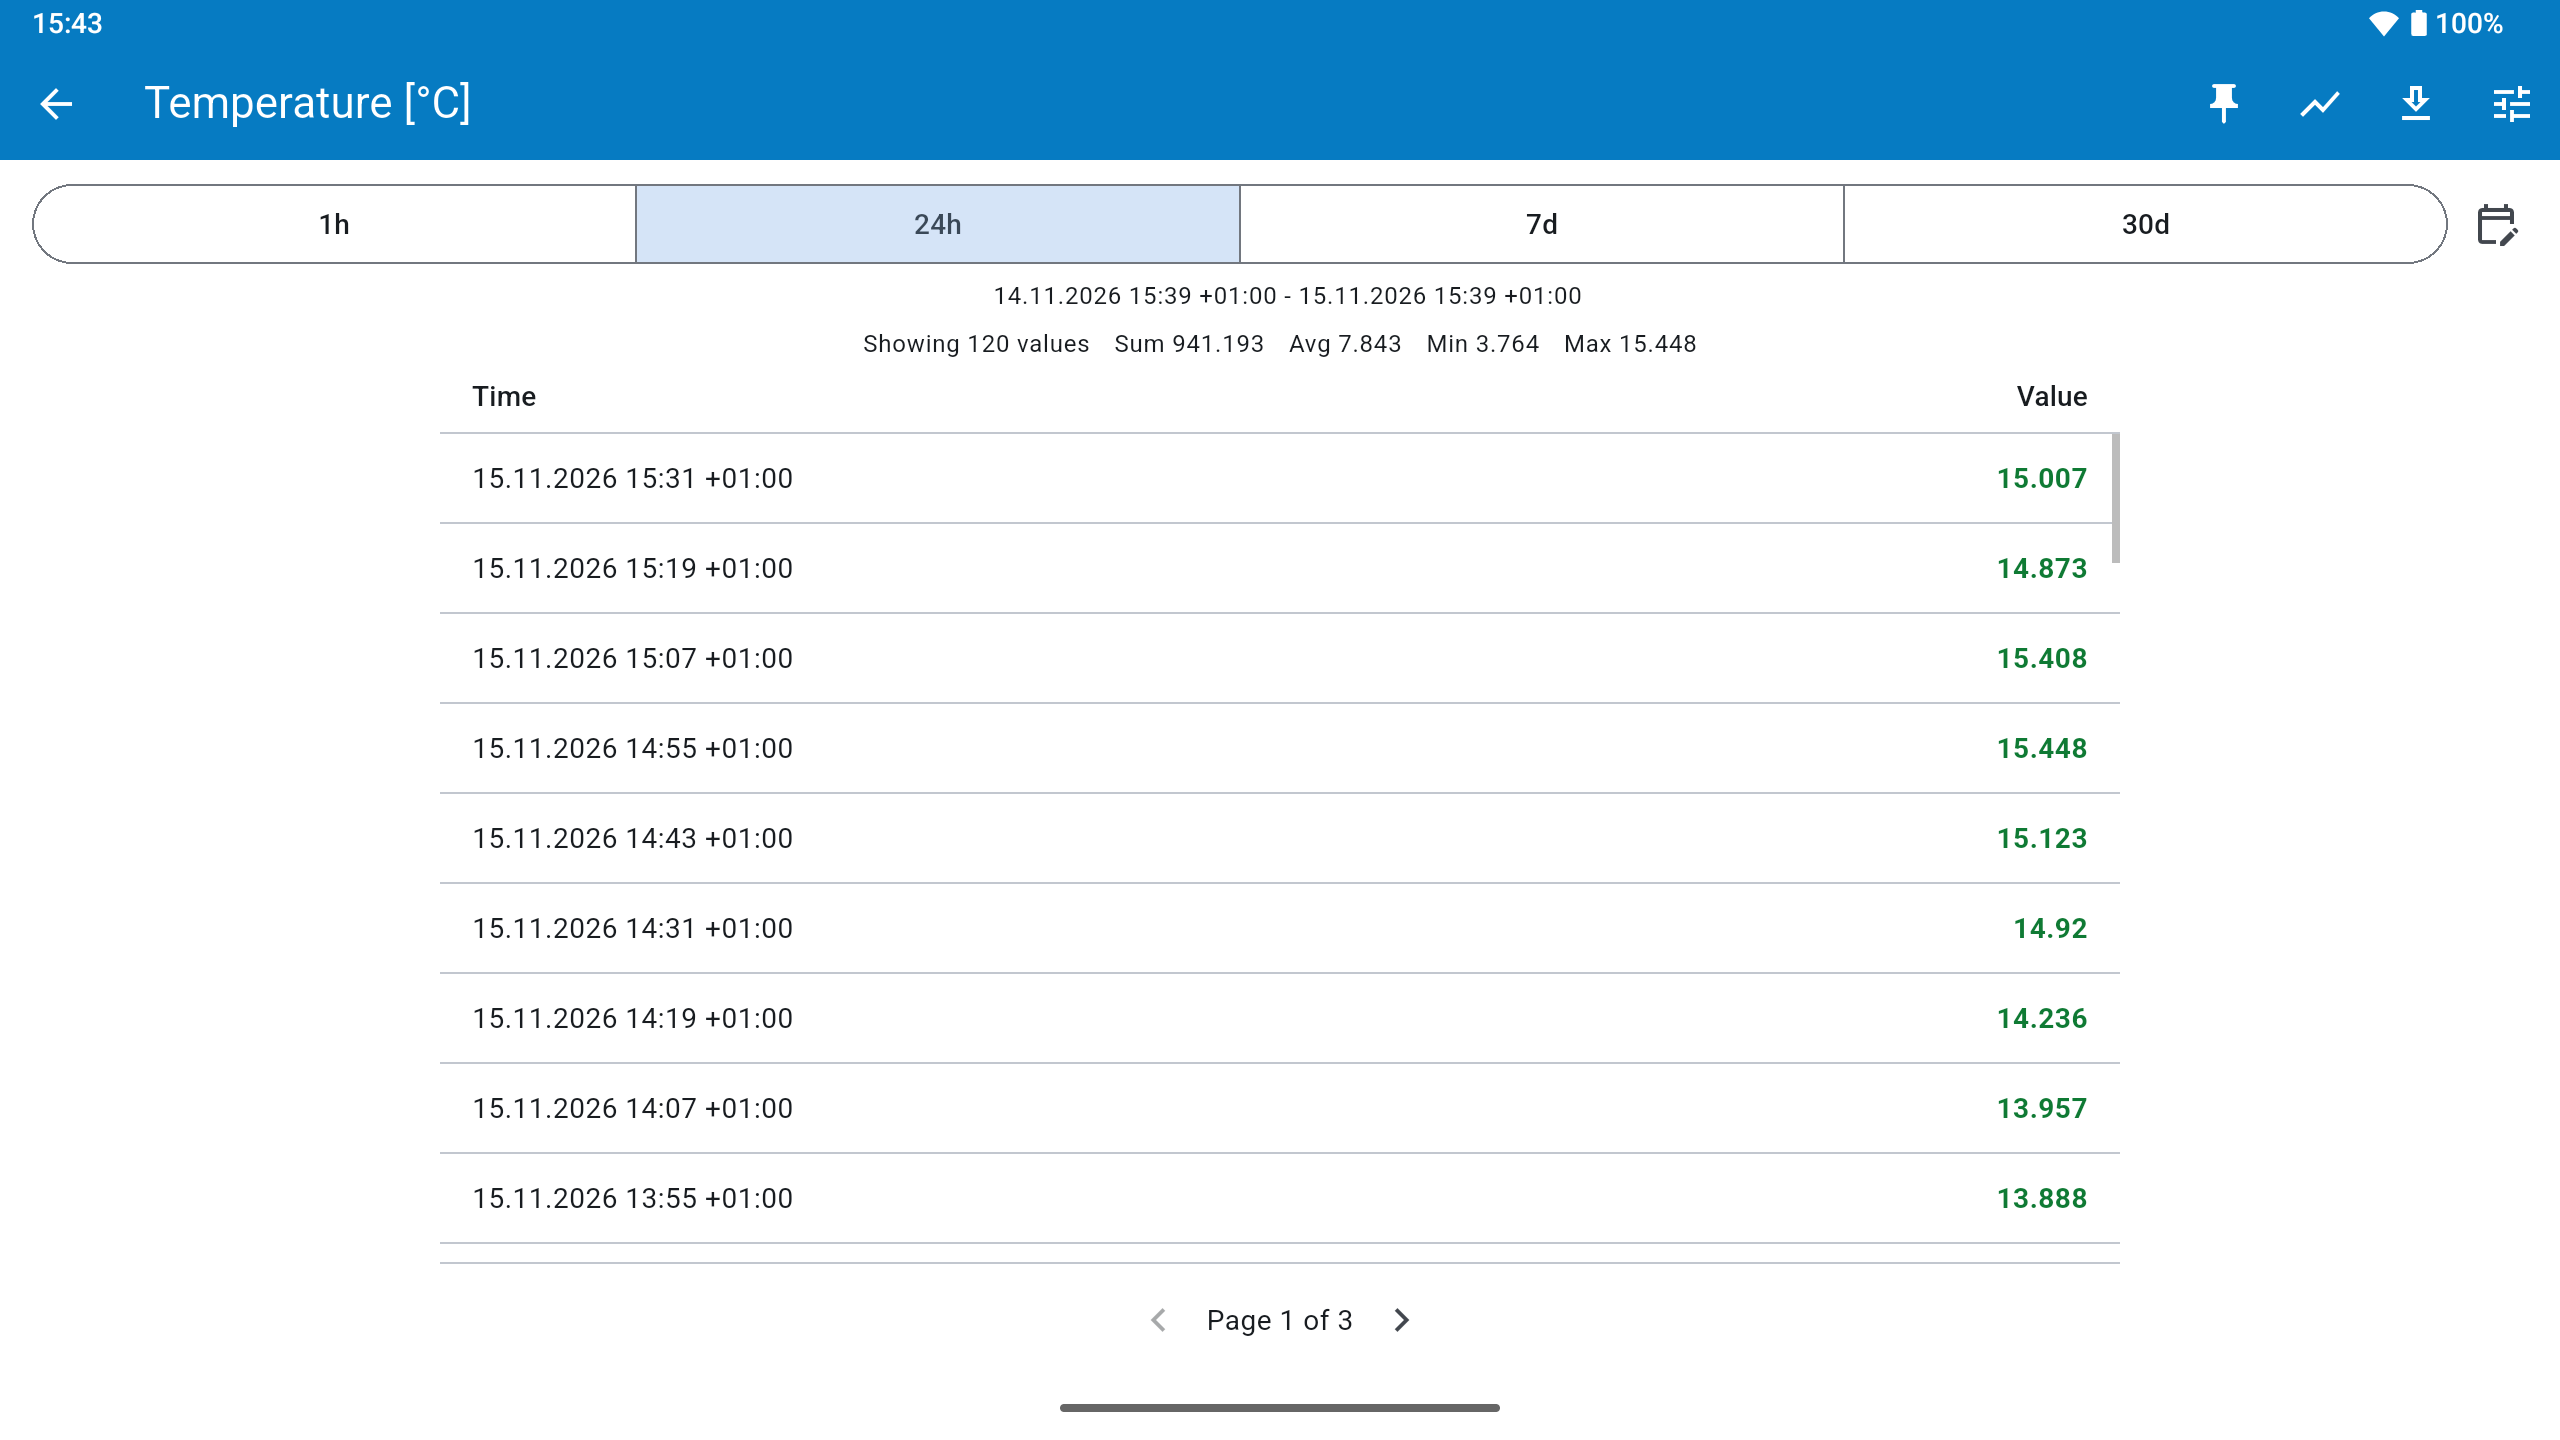 15:43
100%
Temperature [°C]
1h
24h
7d
30d
14.11.2026 15:39 +01:00 - 15.11.2026 15:39 +01:00
Showing 120 values Sum 941.193 Avg 7.843 Min 3.764 Max 15.448
Time Value
15.11.2026 15:31 +01:00 15.007
15.11.2026 15:19 +01:00 14.873
15.11.2026 15:07 +01:00 15.408
15.11.2026 14:55 +01:00 15.448
15.11.2026 14:43 +01:00 15.123
15.11.2026 14:31 +01:00 14.92
15.11.2026 14:19 +01:00 14.236
15.11.2026 14:07 +01:00 13.957
15.11.2026 13:55 +01:00 13.888
Page 1 of 3